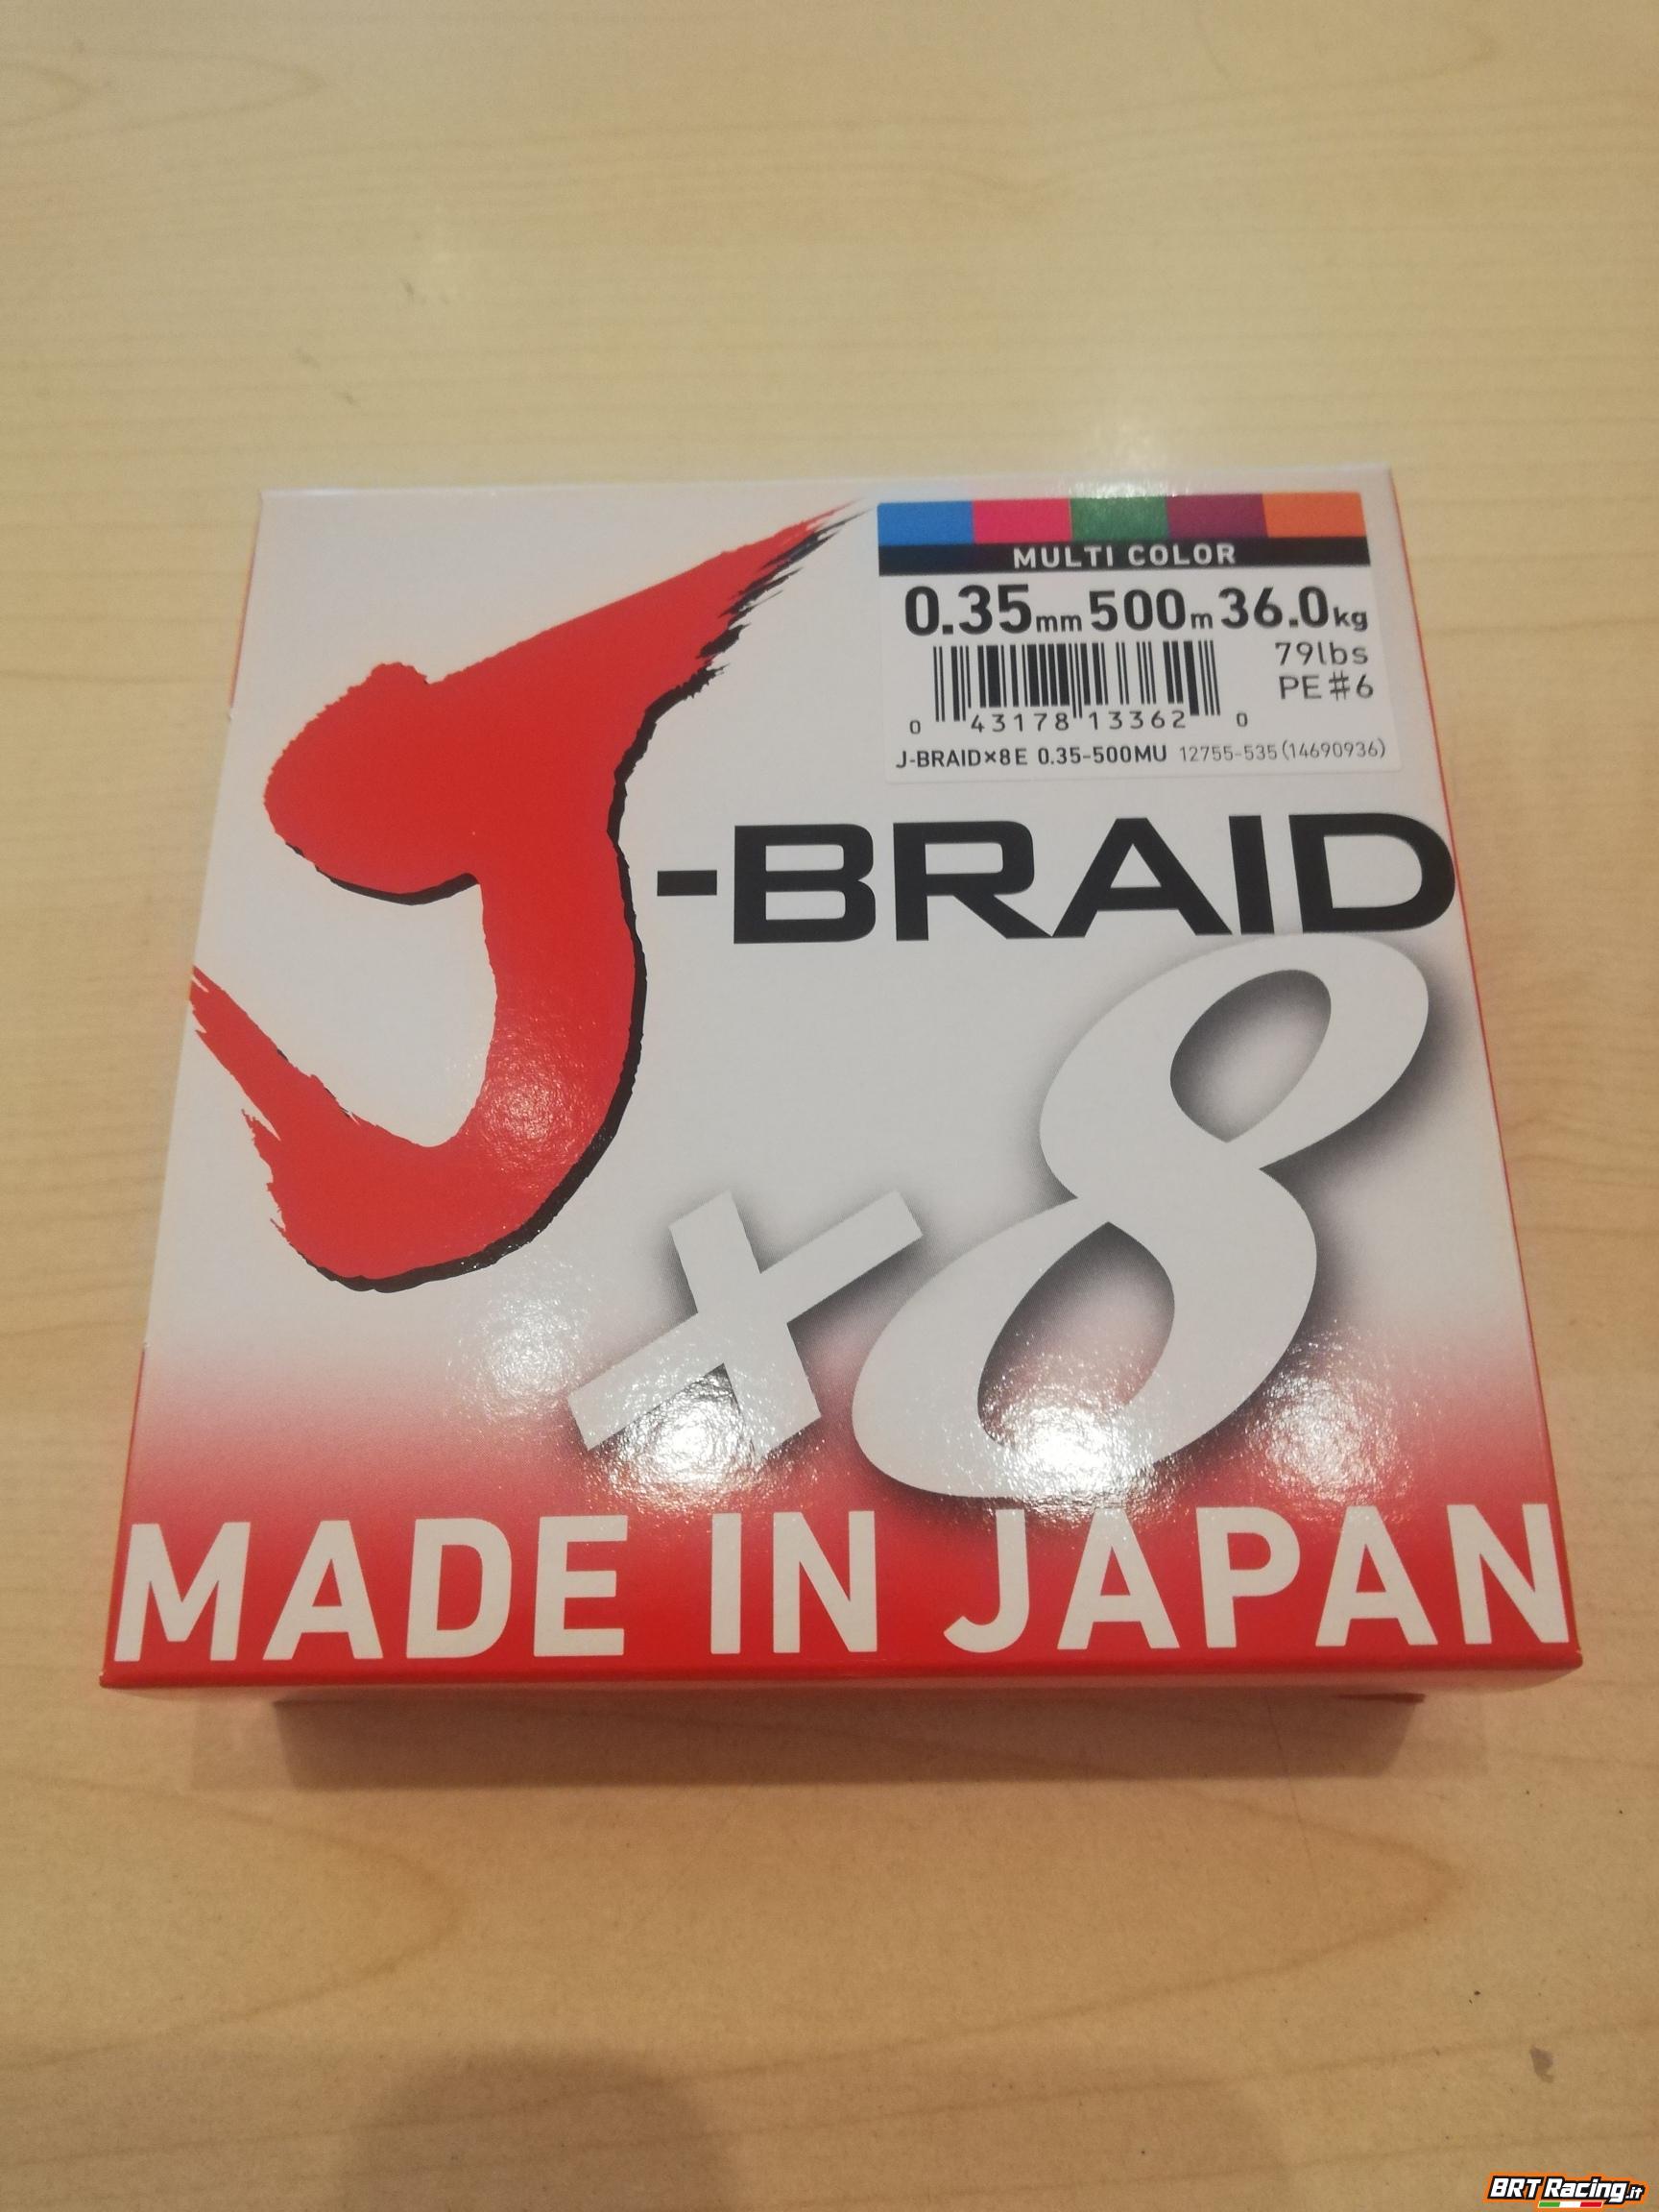 MULTI COLOR
0.35mm 500m 36.0kg
79lbs
PE#6
0 43178 13362 0
J-BRAID×8E 0.35-500MU 12755-535(14690936)
J-BRAID
×8
MADE IN JAPAN
BRT Racing.it